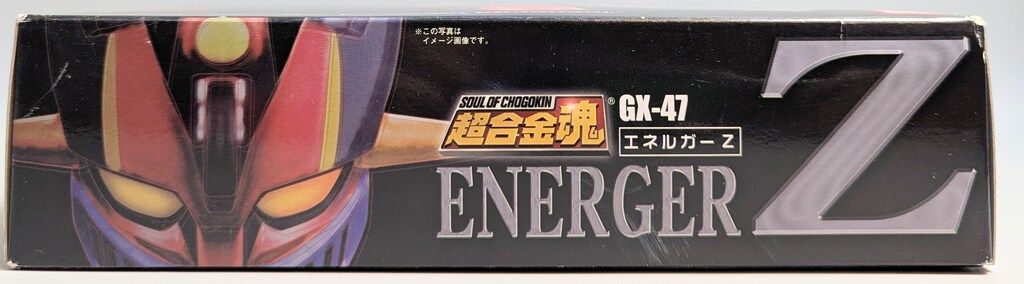 ※この写真は
イメージ画像です。
SOUL OF CHOGOKIN
超合金魂®
GX-47
エネルガーZ
ENERGER Z